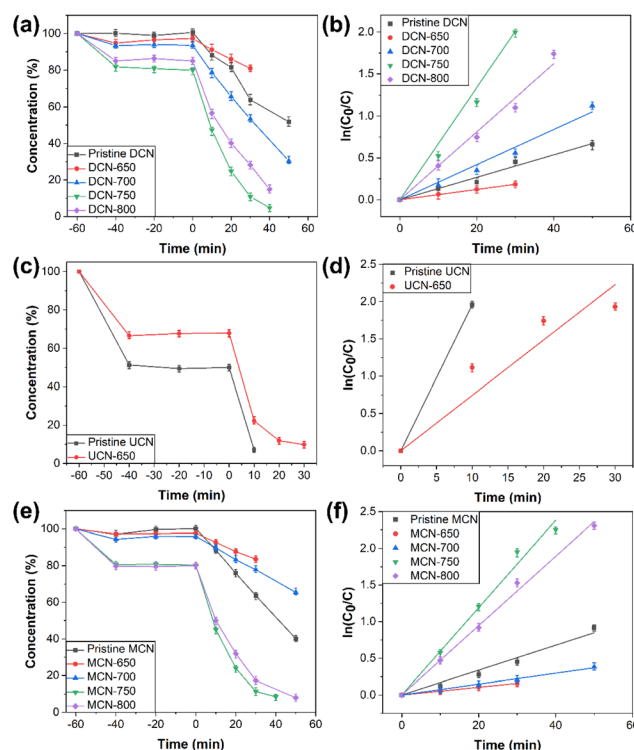 (a)
Concentration (%)
100
80
60
40
20
0
Pristine DCN
DCN-650
DCN-700
DCN-750
DCN-800
-60 -40 -20 0 20 40 60
Time (min)
(b)
ln(C0/C)
2.0
1.5
1.0
0.5
0.0
Pristine DCN
DCN-650
DCN-700
DCN-750
DCN-800
0 10 20 30 40 50 60
Time (min)
(c)
Concentration (%)
100
80
60
40
20
0
Pristine UCN
UCN-650
-60 -50 -40 -30 -20 -10 0 10 20 30
Time (min)
(d)
ln(C0/C)
2.5
2.0
1.5
1.0
0.5
0.0
Pristine UCN
UCN-650
0 5 10 15 20 25 30
Time (min)
(e)
Concentration (%)
100
80
60
40
20
0
Pristine MCN
MCN-650
MCN-700
MCN-750
MCN-800
-60 -40 -20 0 20 40 60
Time (min)
(f)
ln(C0/C)
2.5
2.0
1.5
1.0
0.5
0.0
Pristine MCN
MCN-650
MCN-700
MCN-750
MCN-800
0 10 20 30 40 50 60
Time (min)